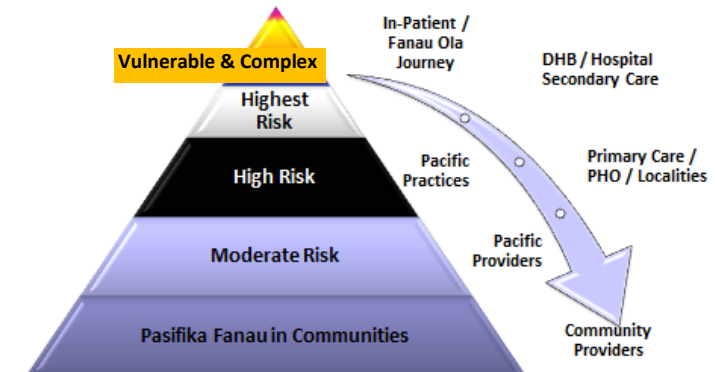 Vulnerable & Complex
Highest
Risk
High Risk
Moderate Risk
Pasifika Fanau in Communities
In-Patient /
Fanau Ola
Journey
DHB / Hospital
Secondary Care
Pacific
Practices
Primary Care /
PHO / Localities
Pacific
Providers
Community
Providers